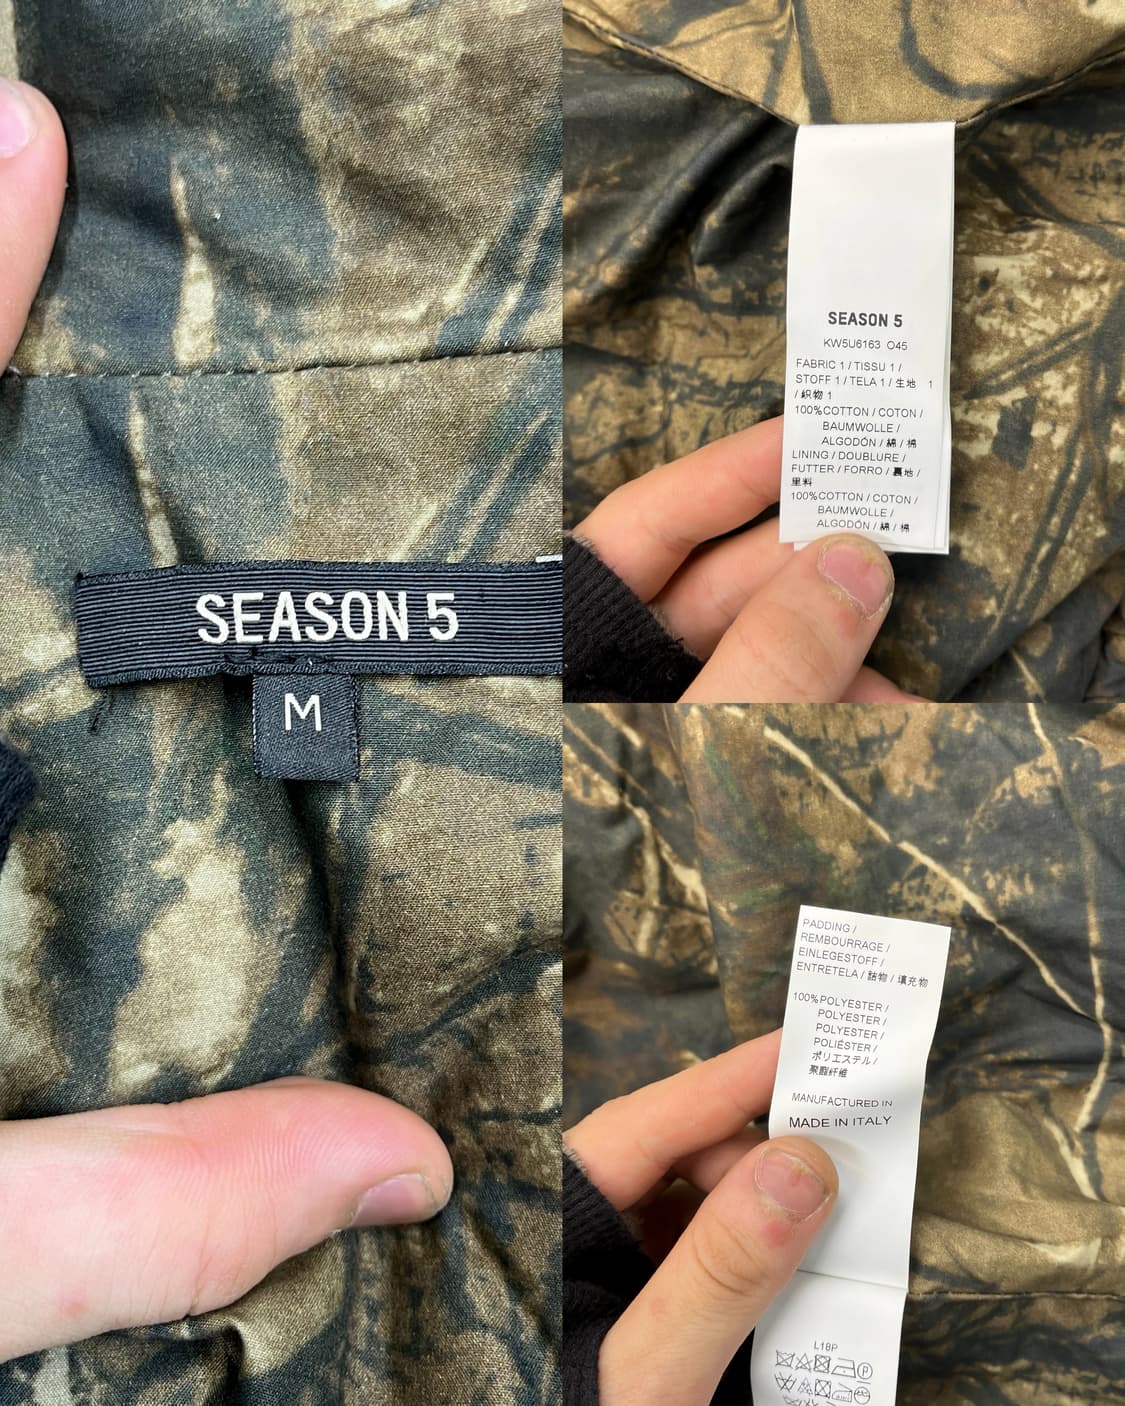 SEASON 5
M
SEASON 5
KW5U6163 O45
FABRIC 1 / TISSU 1 /
STOFF 1 / TELA 1 / 生地 1
/ 织物 1
100%COTTON / COTON /
BAUMWOLLE /
ALGODÓN / 綿 / 棉
LINING / DOUBLURE /
FUTTER / FORRO / 裏地 /
里料
100%COTTON / COTON /
BAUMWOLLE /
ALGODÓN / 綿 / 棉
PADDING /
REMBOURRAGE /
EINLEGESTOFF /
ENTRETELA / 詰物 / 填充物
100%POLYESTER /
POLYESTER /
POLYESTER /
POLIÉSTER /
ポリエステル /
聚酯纤维
MANUFACTURED IN
MADE IN ITALY
L18P